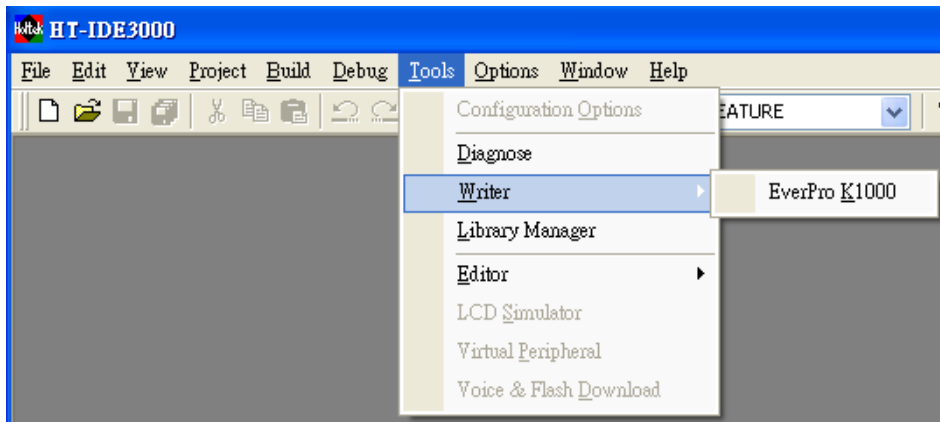 Holtek HT-IDE3000
File Edit View Project Build Debug Tools Options Window Help
Configuration Options
EATURE
Diagnose
Writer
EverPro K1000
Library Manager
Editor
LCD Simulator
Virtual Peripheral
Voice & Flash Download